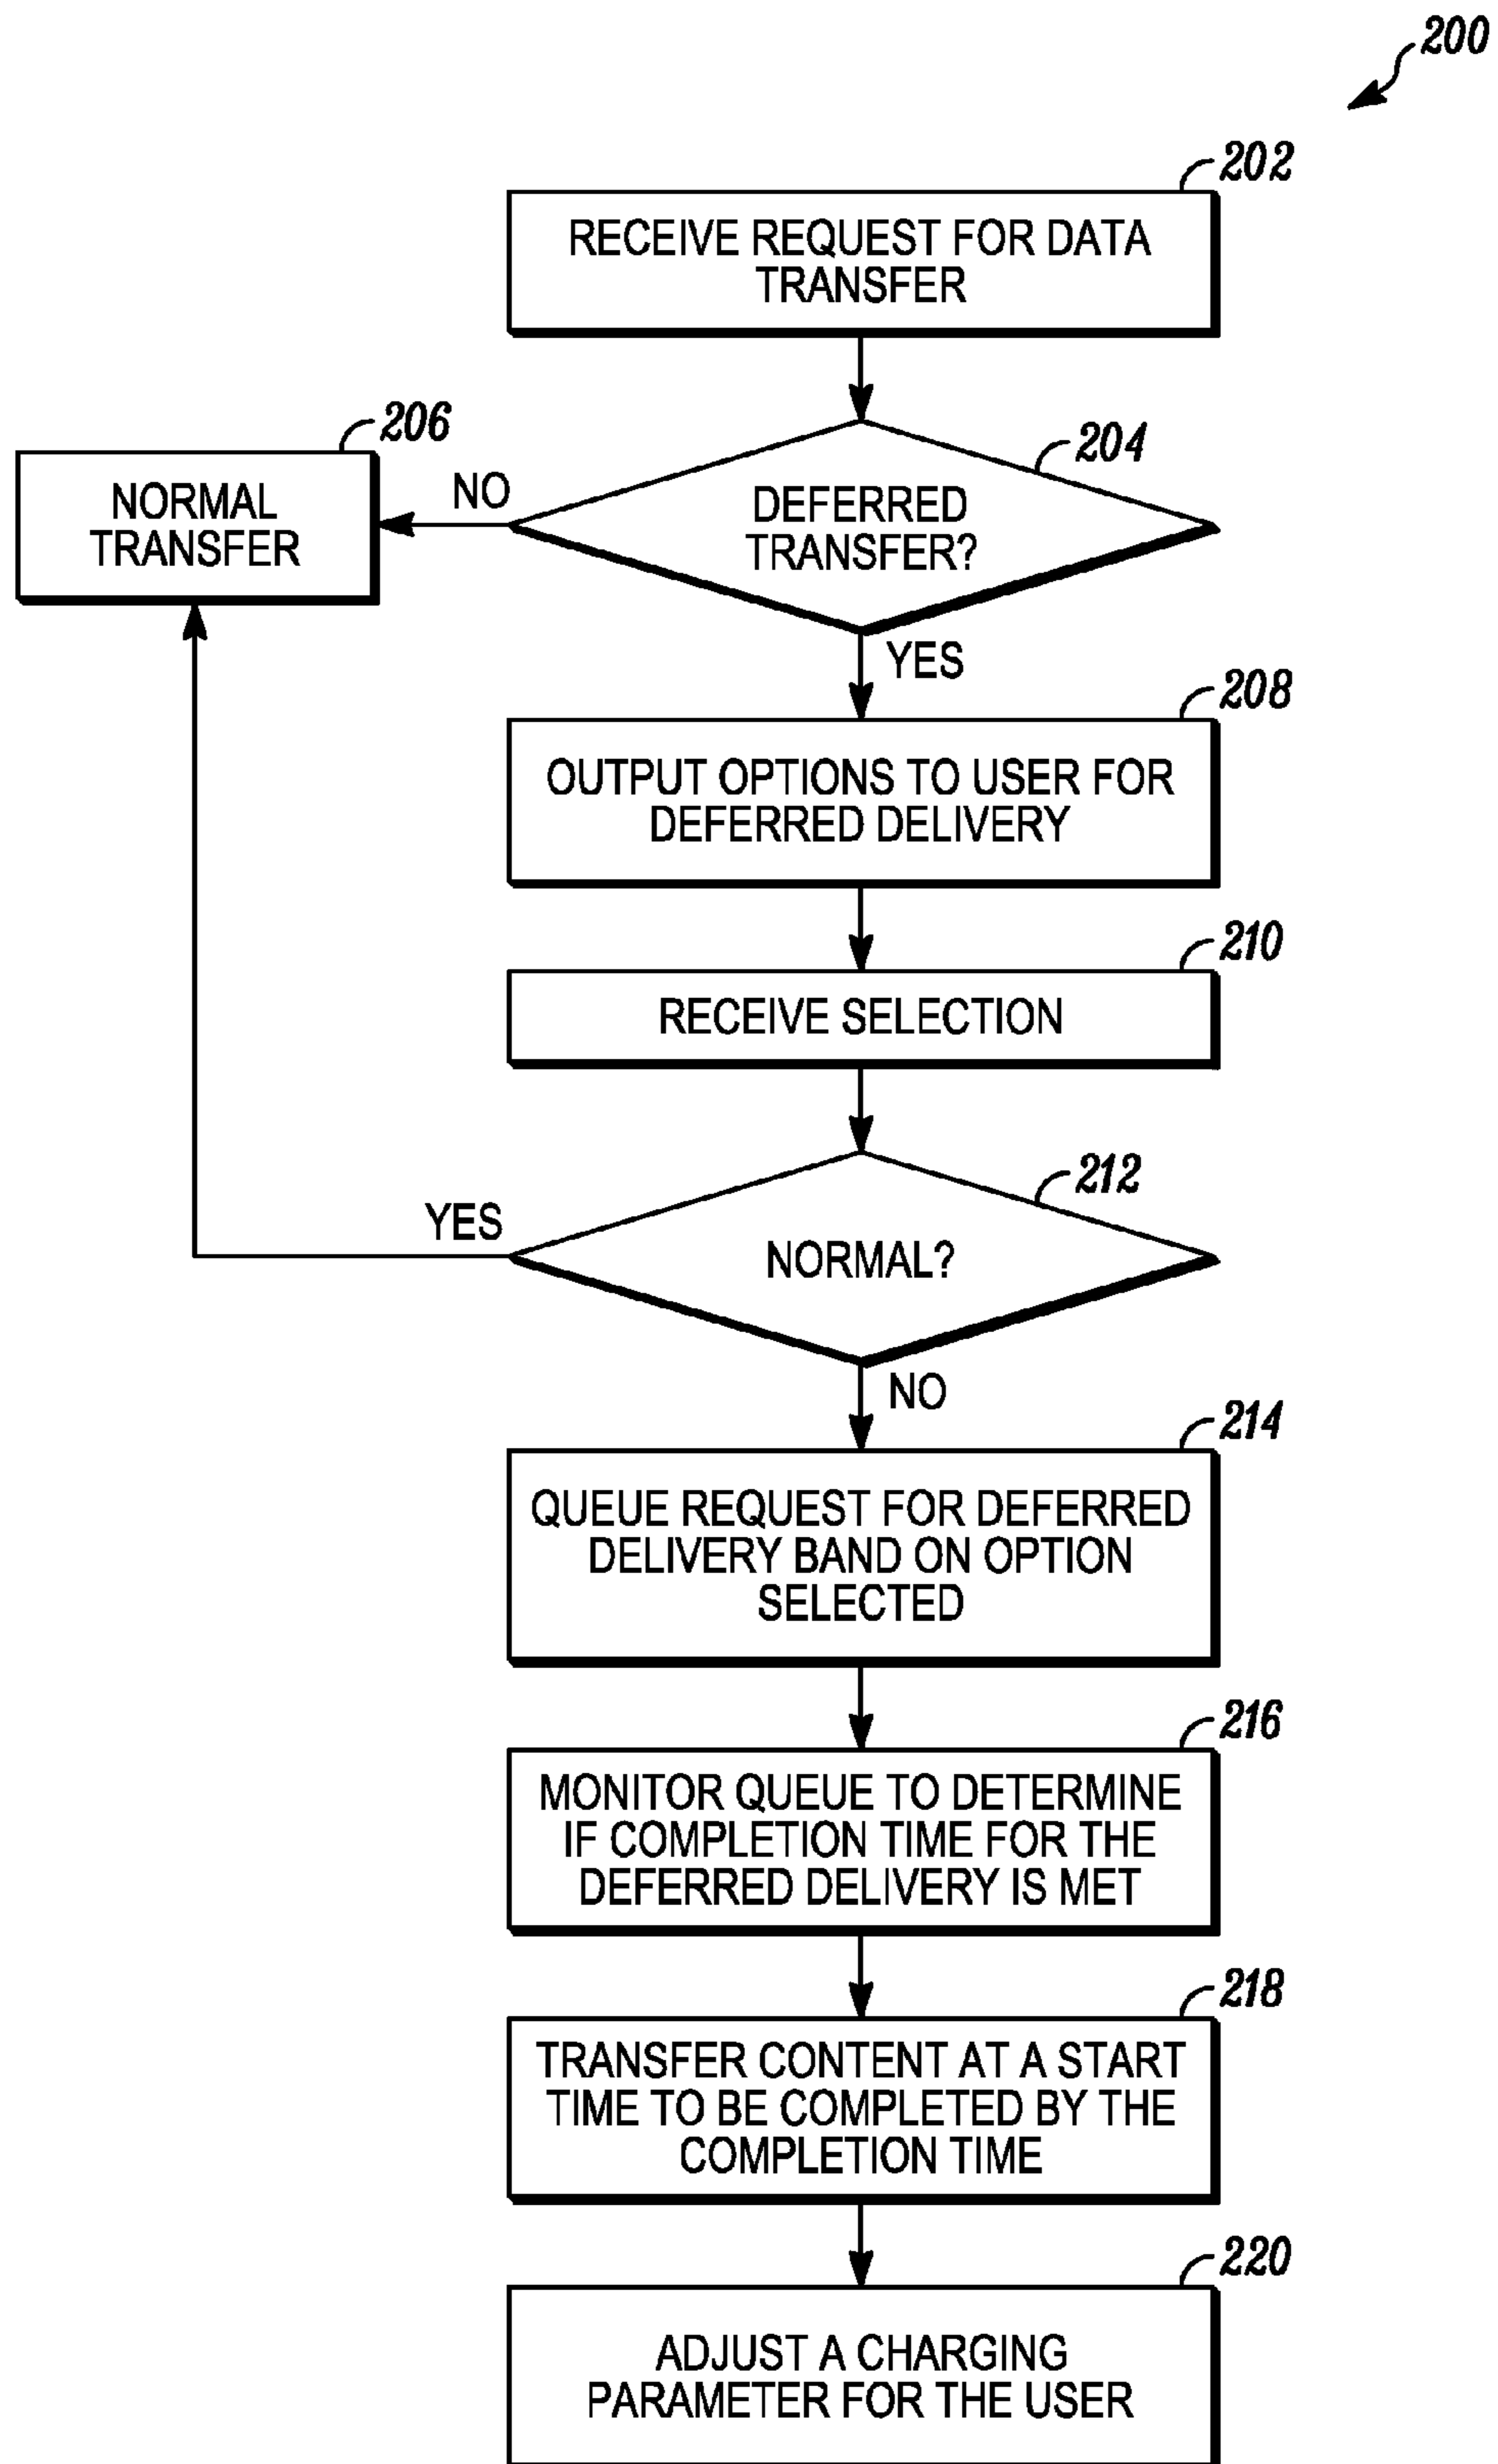 200
202
RECEIVE REQUEST FOR DATA
TRANSFER
206
NORMAL
TRANSFER
NO
204
DEFERRED
TRANSFER?
YES
208
OUTPUT OPTIONS TO USER FOR
DEFERRED DELIVERY
210
RECEIVE SELECTION
212
YES
NORMAL?
NO
214
QUEUE REQUEST FOR DEFERRED
DELIVERY BAND ON OPTION
SELECTED
216
MONITOR QUEUE TO DETERMINE
IF COMPLETION TIME FOR THE
DEFERRED DELIVERY IS MET
218
TRANSFER CONTENT AT A START
TIME TO BE COMPLETED BY THE
COMPLETION TIME
220
ADJUST A CHARGING
PARAMETER FOR THE USER